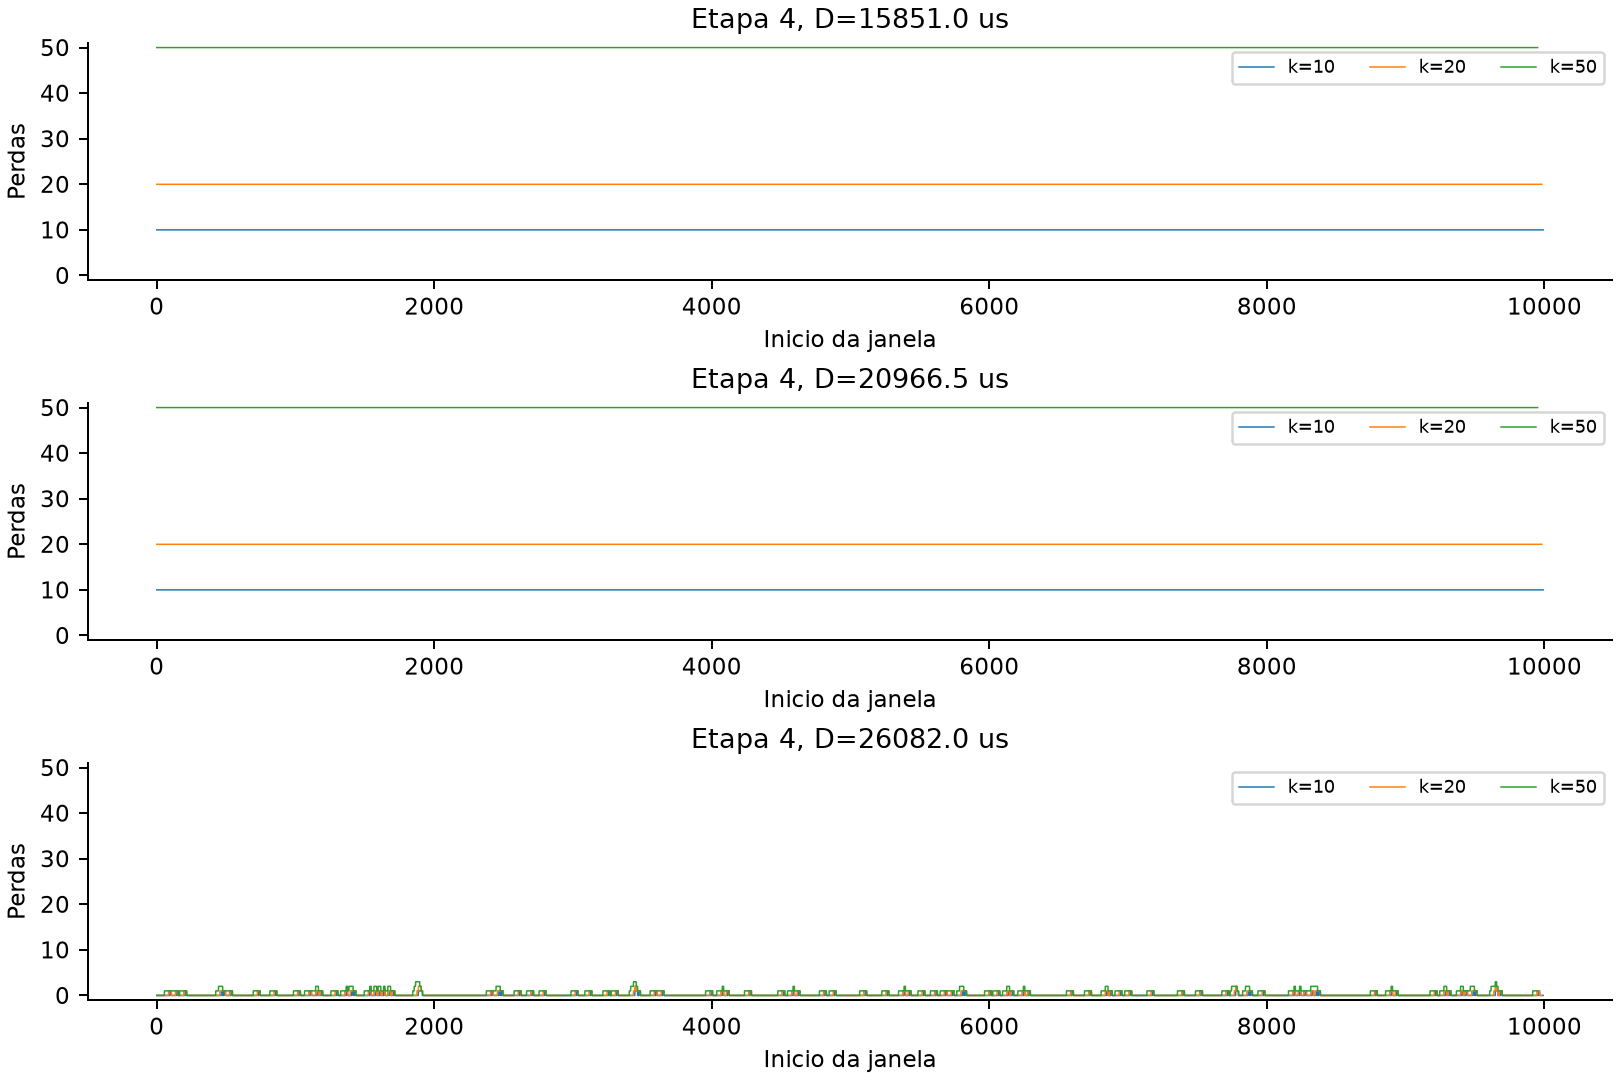 Etapa 4, D=15851.0 us
50
40
30
20
10
0
Perdas
k=10 k=20 k=50
0 2000 4000 6000 8000 10000
Inicio da janela
Etapa 4, D=20966.5 us
50
40
30
20
10
0
Perdas
k=10 k=20 k=50
0 2000 4000 6000 8000 10000
Inicio da janela
Etapa 4, D=26082.0 us
50
40
30
20
10
0
Perdas
k=10 k=20 k=50
0 2000 4000 6000 8000 10000
Inicio da janela